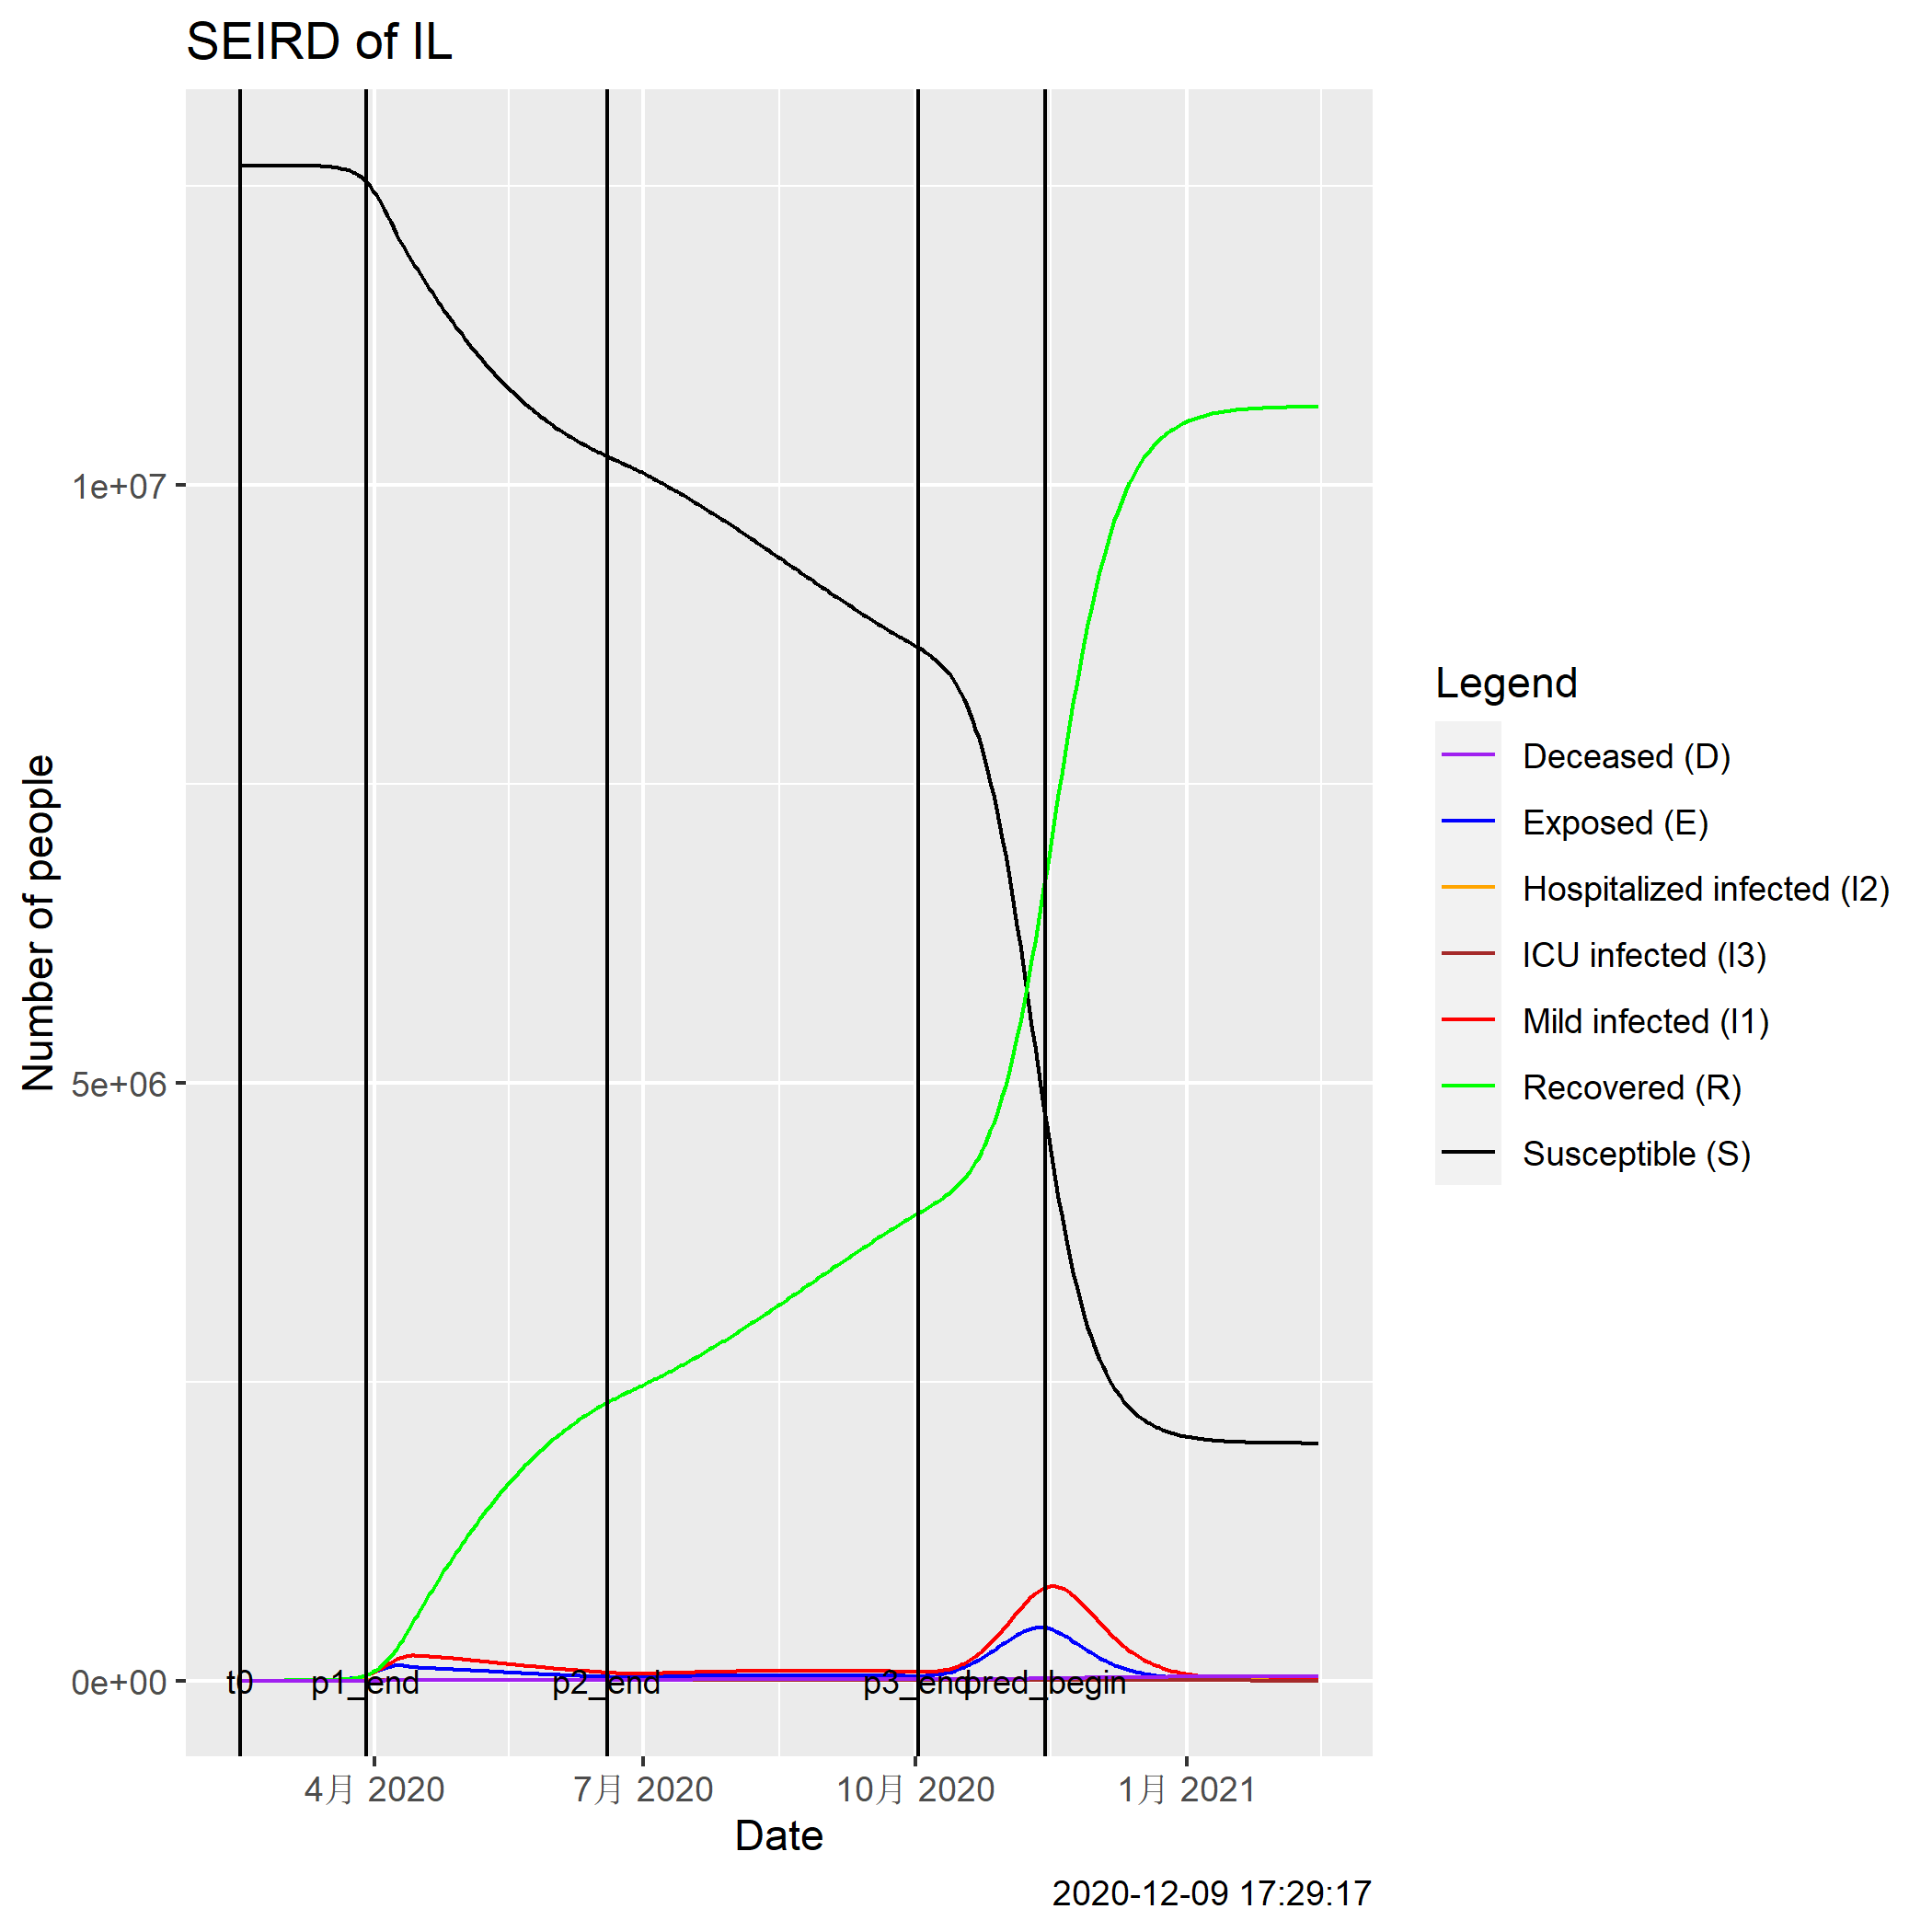 SEIRD of IL
Number of people
1e+07
5e+06
0e+00
t0
p1_end
p2_end
p3_end
pred_begin
4月 2020
7月 2020
10月 2020
1月 2021
Date
Legend
Deceased (D)
Exposed (E)
Hospitalized infected (I2)
ICU infected (I3)
Mild infected (I1)
Recovered (R)
Susceptible (S)
2020-12-09 17:29:17